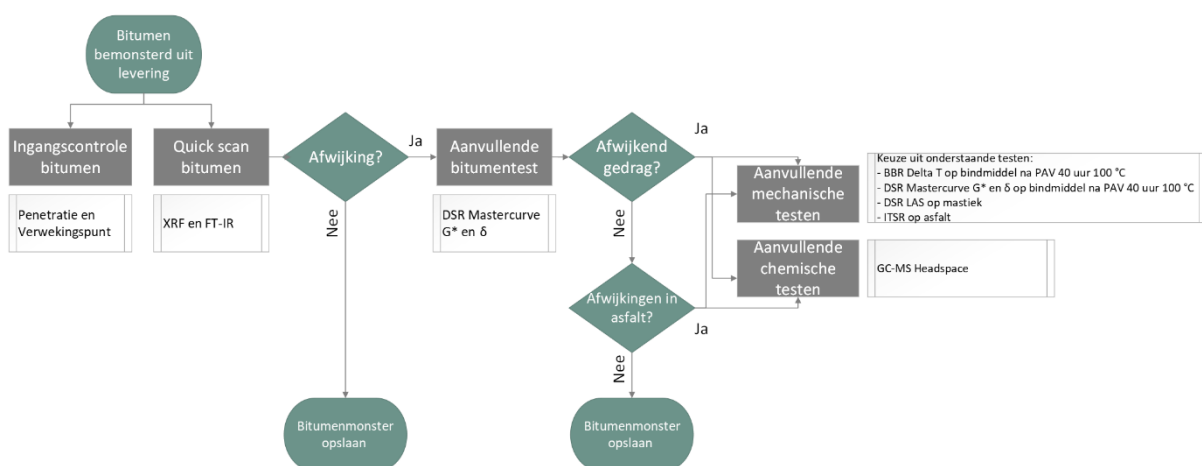 Bitumen
bemonsterd uit
levering
Ingangscontrole
bitumen
Penetratie en
Verwekingspunt
Quick scan
bitumen
XRF en FT-IR
Afwijking?
Ja
Nee
Bitumenmonster
opslaan
Aanvullende
bitumentest
DSR Mastercurve
G* en δ
Afwijkend
gedrag?
Ja
Nee
Afwijkingen in
asfalt?
Ja
Nee
Bitumenmonster
opslaan
Aanvullende
mechanische
testen
Keuze uit onderstaande testen:
- BBR Delta T op bindmiddel na PAV 40 uur 100 °C
- DSR Mastercurve G* en δ op bindmiddel na PAV 40 uur 100 °C
- DSR LAS op mastiek
- ITSR op asfalt
Aanvullende
chemische
testen
GC-MS Headspace